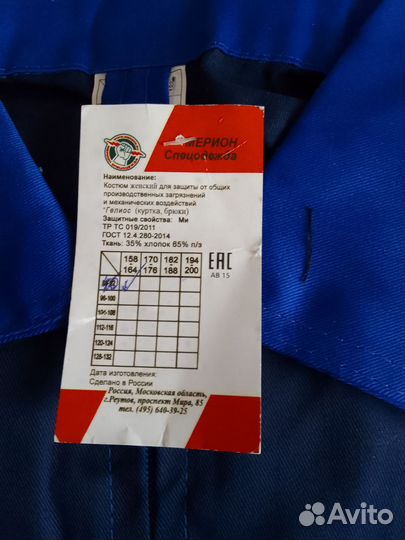 МЕРИОН
Спецодежда
Наименование:
Костюм женский для защиты от общих
производственных загрязнений
и механических воздействий
"Гелиос (куртка, брюки)
Защитные свойства: Ми
ТР ТС 019/2011
ГОСТ 12.4.280-2014
Ткань: 35% хлопок 65% п/э
158 170 182 194
164 176 188 200
96-100
104-108
112-116
120-124
128-132
EAC
АВ 15
Дата изготовления:
Сделано в России
Россия, Московская область,
г.Реутов, проспект Мира, 85
тел. (495) 640-39-25
Avito